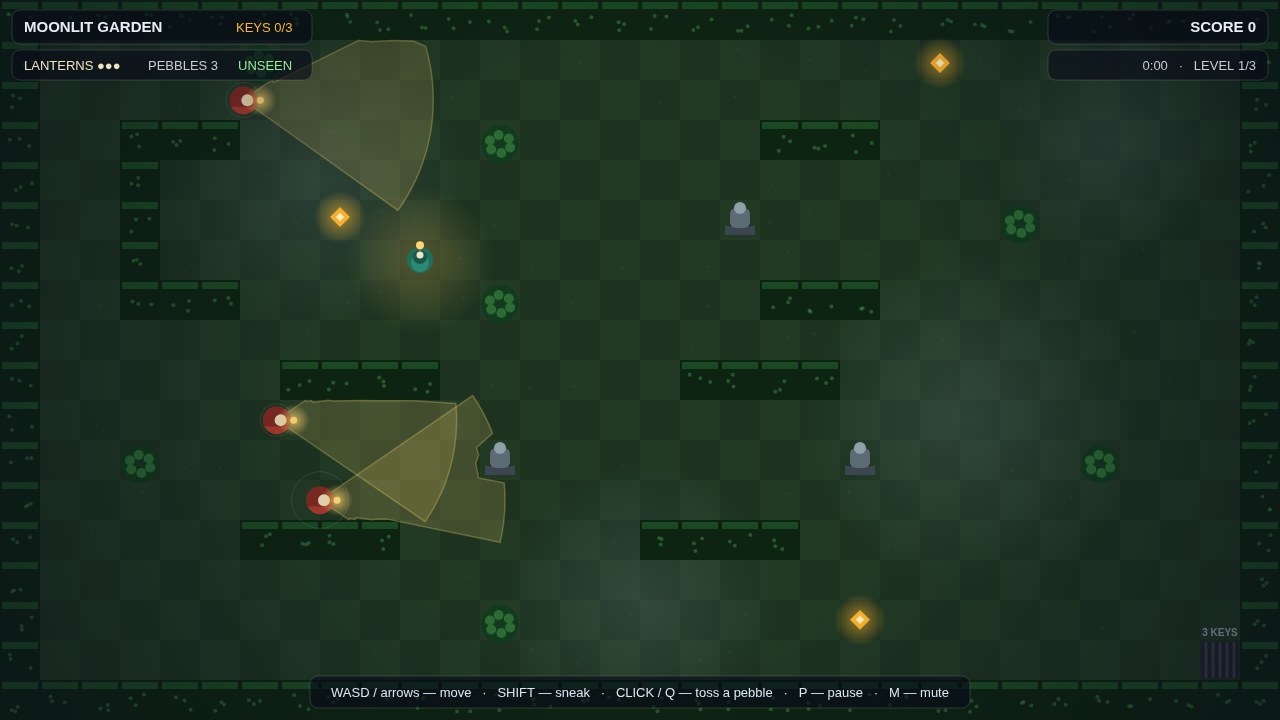 MOONLIT GARDEN KEYS 0/3
LANTERNS ●●● PEBBLES 3 UNSEEN
SCORE 0
0:00 · LEVEL 1/3
3 KEYS
WASD / arrows — move · SHIFT — sneak · CLICK / Q — toss a pebble · P — pause · M — mute